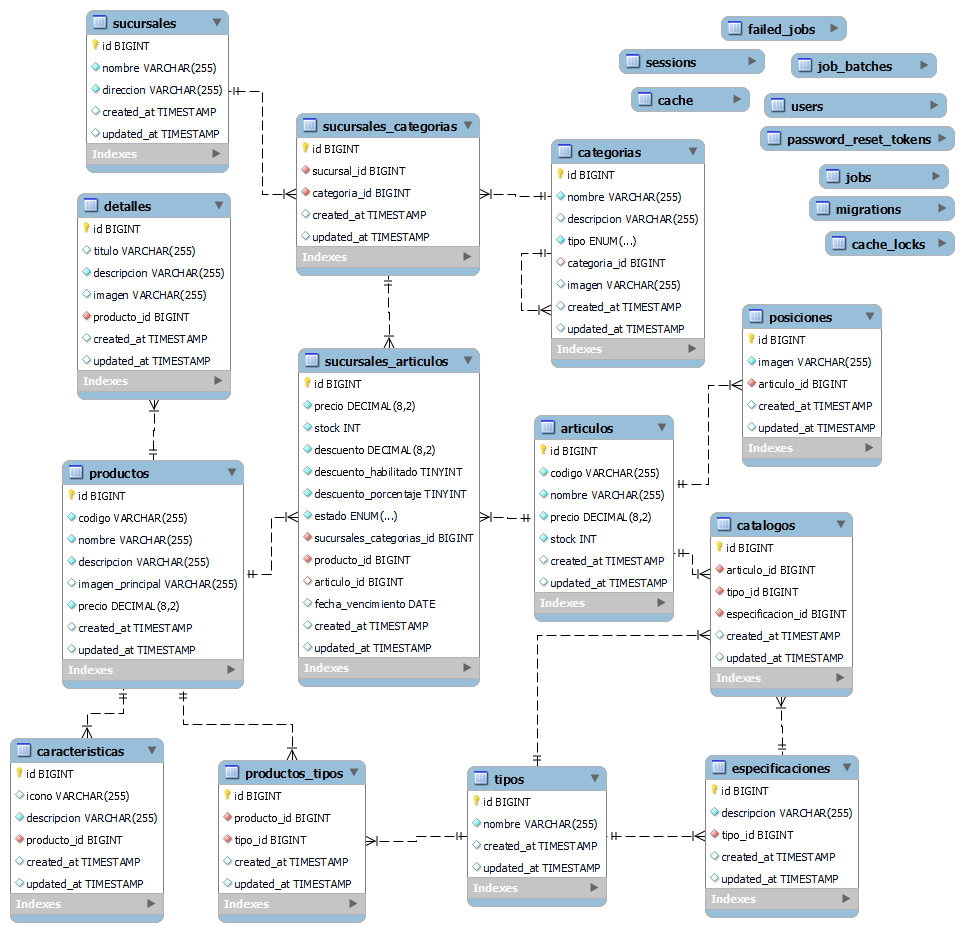 sucursales
id BIGINT
nombre VARCHAR(255)
direccion VARCHAR(255)
created_at TIMESTAMP
updated_at TIMESTAMP
Indexes
sucursales_categorias
id BIGINT
sucursal_id BIGINT
categoria_id BIGINT
created_at TIMESTAMP
updated_at TIMESTAMP
Indexes
categorias
id BIGINT
nombre VARCHAR(255)
descripcion VARCHAR(255)
tipo ENUM(...)
categoria_id BIGINT
imagen VARCHAR(255)
created_at TIMESTAMP
updated_at TIMESTAMP
Indexes
failed_jobs
sessions
job_batches
cache
users
password_reset_tokens
jobs
migrations
cache_locks
detalles
id BIGINT
titulo VARCHAR(255)
descripcion VARCHAR(255)
imagen VARCHAR(255)
producto_id BIGINT
created_at TIMESTAMP
updated_at TIMESTAMP
Indexes
sucursales_articulos
id BIGINT
precio DECIMAL(8,2)
stock INT
descuento DECIMAL(8,2)
descuento_habilitado TINYINT
descuento_porcentaje TINYINT
estado ENUM(...)
sucursales_categorias_id BIGINT
producto_id BIGINT
articulo_id BIGINT
fecha_vencimiento DATE
created_at TIMESTAMP
updated_at TIMESTAMP
Indexes
posiciones
id BIGINT
imagen VARCHAR(255)
articulo_id BIGINT
created_at TIMESTAMP
updated_at TIMESTAMP
Indexes
articulos
id BIGINT
codigo VARCHAR(255)
nombre VARCHAR(255)
precio DECIMAL(8,2)
stock INT
created_at TIMESTAMP
updated_at TIMESTAMP
Indexes
productos
id BIGINT
codigo VARCHAR(255)
nombre VARCHAR(255)
descripcion VARCHAR(255)
imagen_principal VARCHAR(255)
precio DECIMAL(8,2)
created_at TIMESTAMP
updated_at TIMESTAMP
Indexes
catalogos
id BIGINT
articulo_id BIGINT
tipo_id BIGINT
especificacion_id BIGINT
created_at TIMESTAMP
updated_at TIMESTAMP
Indexes
caracteristicas
id BIGINT
icono VARCHAR(255)
descripcion VARCHAR(255)
producto_id BIGINT
created_at TIMESTAMP
updated_at TIMESTAMP
Indexes
productos_tipos
id BIGINT
producto_id BIGINT
tipo_id BIGINT
created_at TIMESTAMP
updated_at TIMESTAMP
Indexes
tipos
id BIGINT
nombre VARCHAR(255)
created_at TIMESTAMP
updated_at TIMESTAMP
Indexes
especificaciones
id BIGINT
descripcion VARCHAR(255)
tipo_id BIGINT
created_at TIMESTAMP
updated_at TIMESTAMP
Indexes